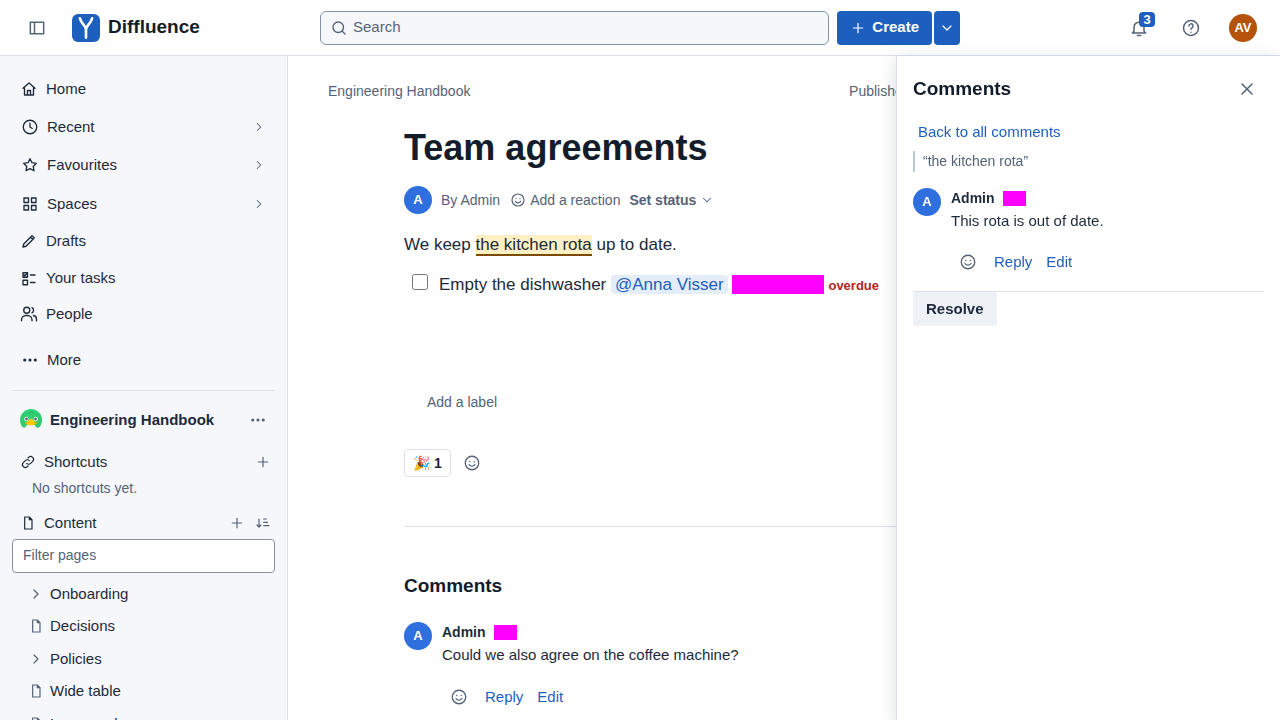 Diffluence
Search
Create
3
AV
Home
Recent
Favourites
Spaces
Drafts
Your tasks
People
More
Engineering Handbook
Shortcuts
No shortcuts yet.
Content
Filter pages
Onboarding
Decisions
Policies
Wide table
Engineering Handbook
Team agreements
A
By Admin
Add a reaction
Set status
We keep the kitchen rota up to date.
Empty the dishwasher @Anna Visser overdue
Add a label
🎉 1
Comments
A
Admin
Could we also agree on the coffee machine?
Reply Edit
Comments
Back to all comments
“the kitchen rota”
A
Admin
This rota is out of date.
Reply Edit
Resolve